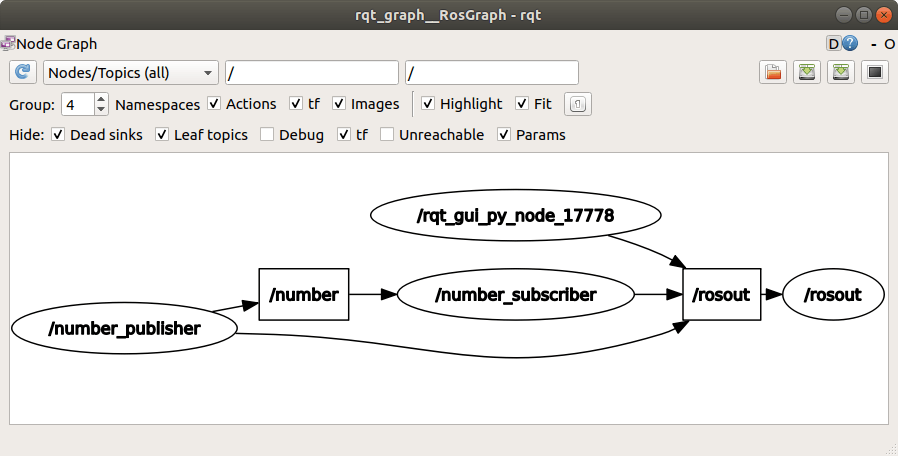 rqt_graph__RosGraph - rqt
Node Graph D ? - O
Nodes/Topics (all) / /
Group: 4 Namespaces Actions tf Images Highlight Fit
Hide: Dead sinks Leaf topics Debug tf Unreachable Params
/rqt_gui_py_node_17778
/number /number_subscriber /rosout /rosout
/number_publisher